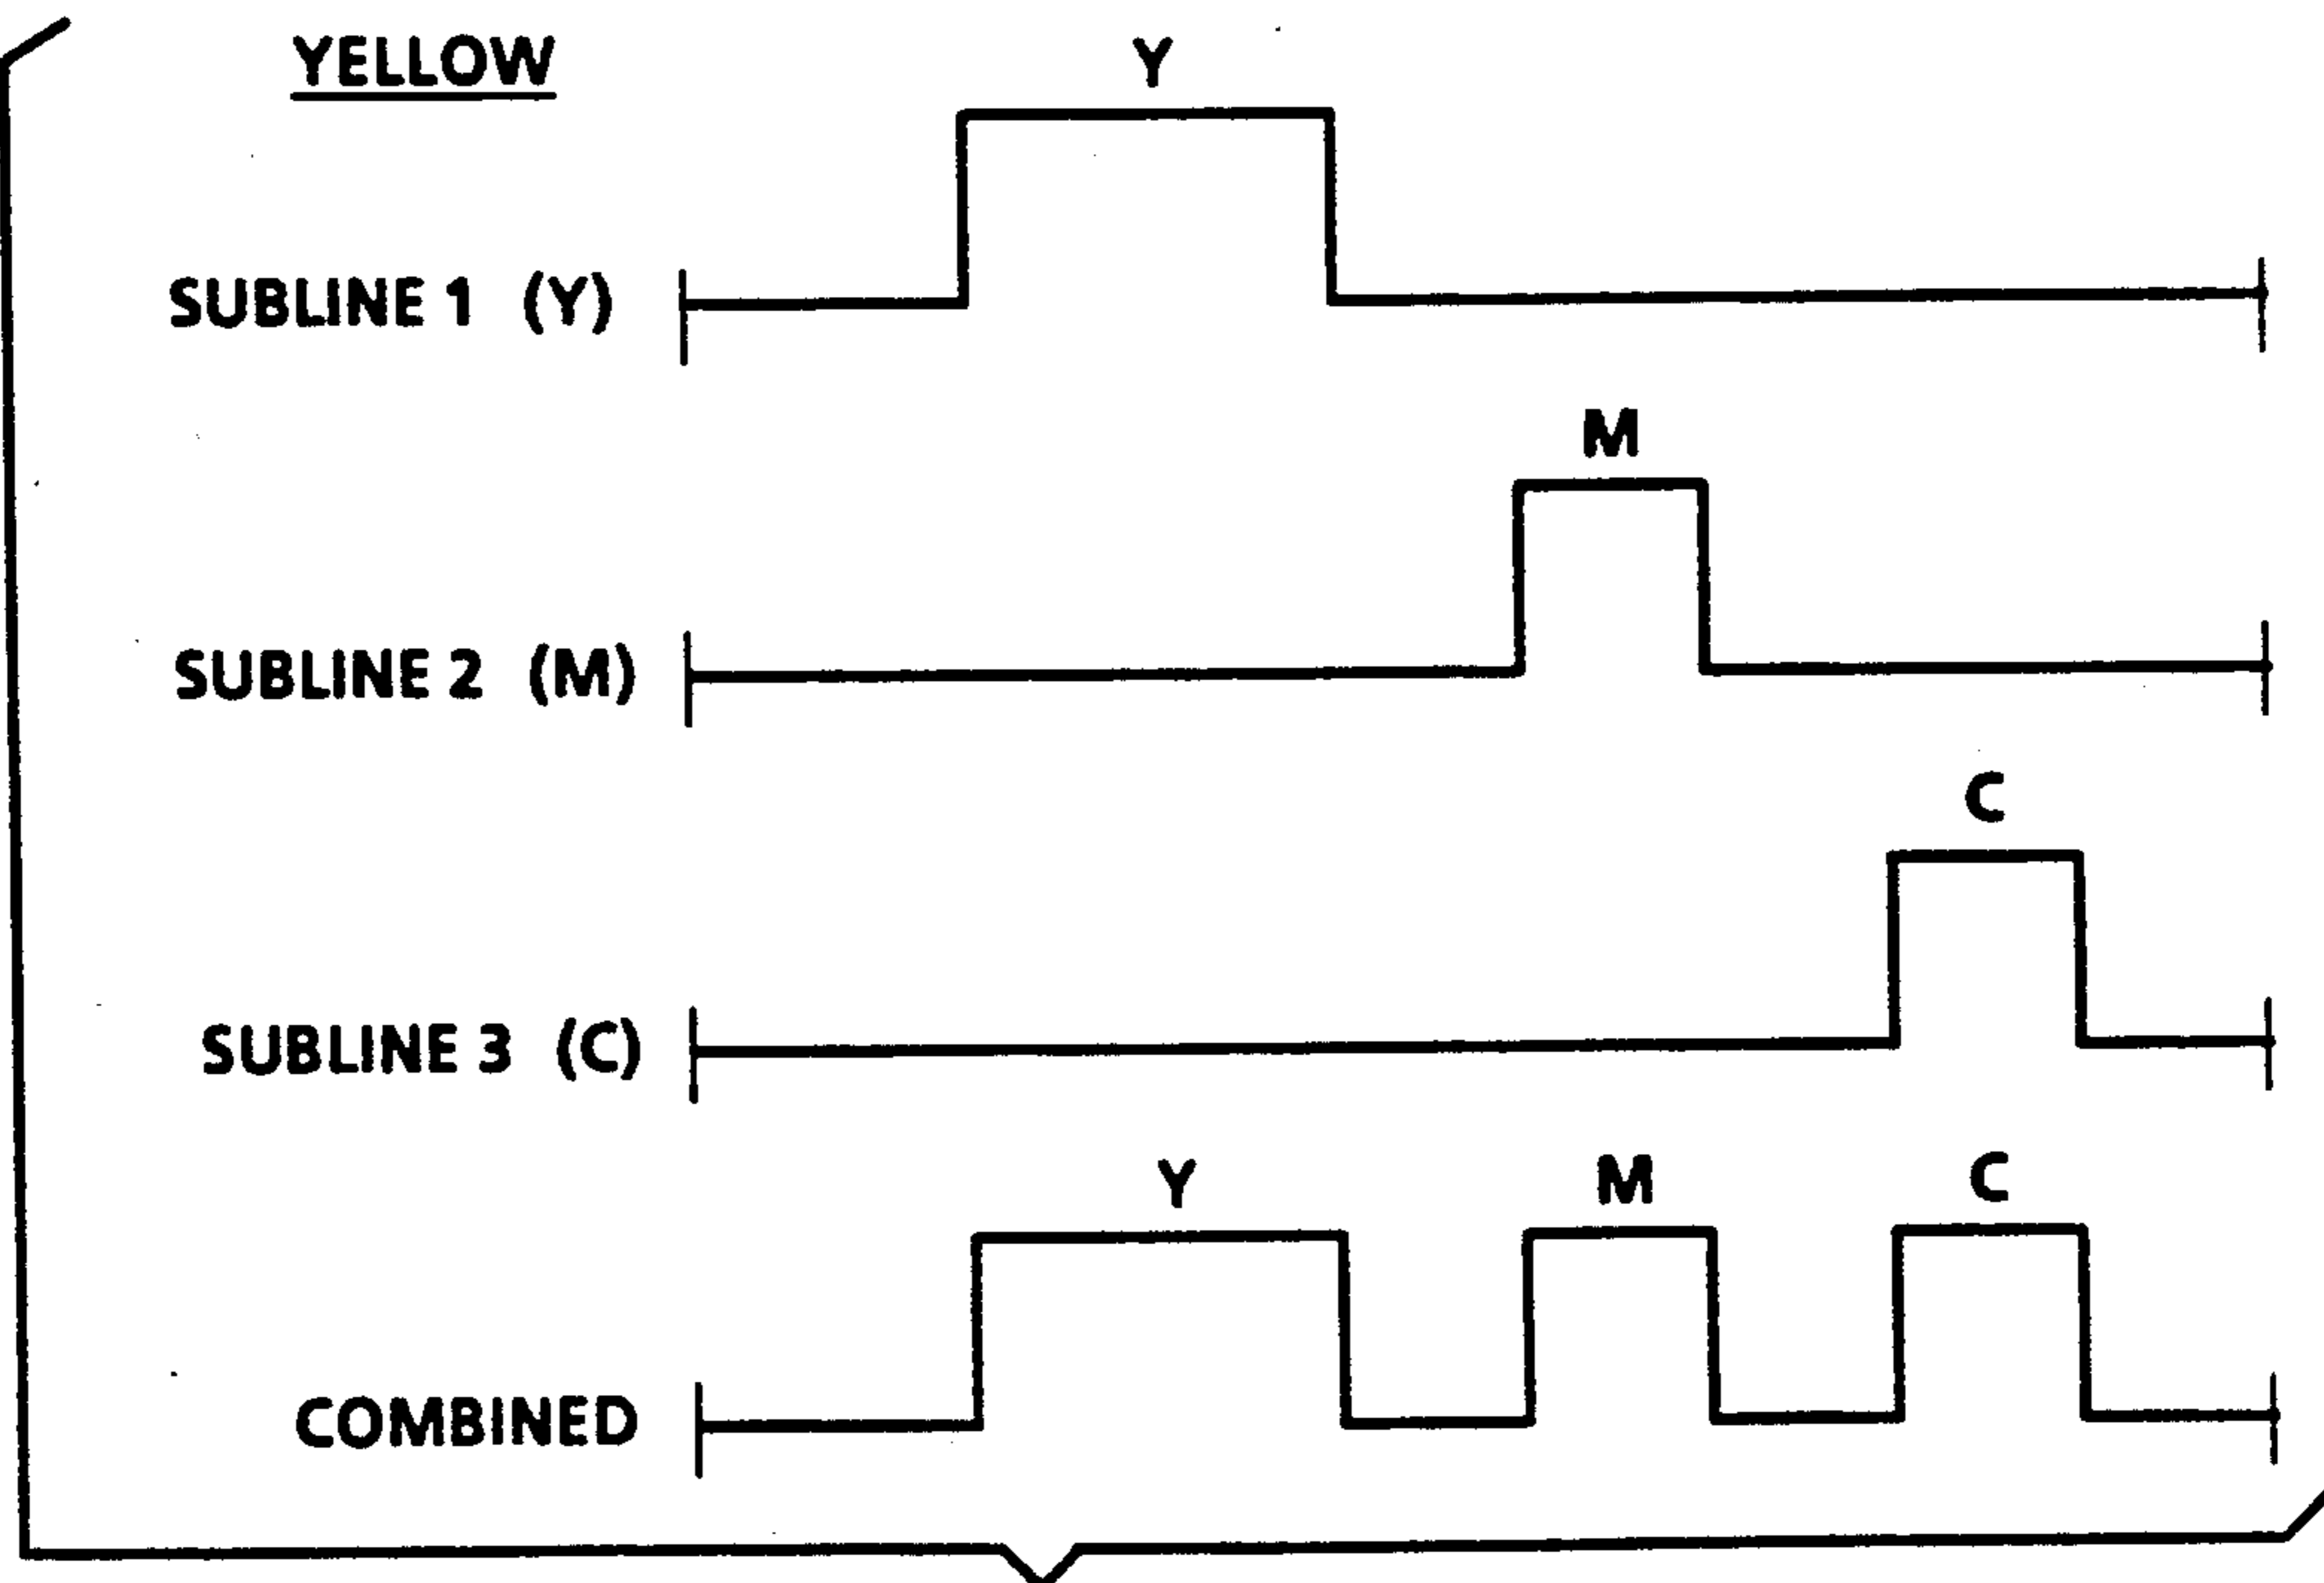 YELLOW
Y
SUBLINE 1 (Y)
M
SUBLINE 2 (M)
C
SUBLINE 3 (C)
Y M C
COMBINED